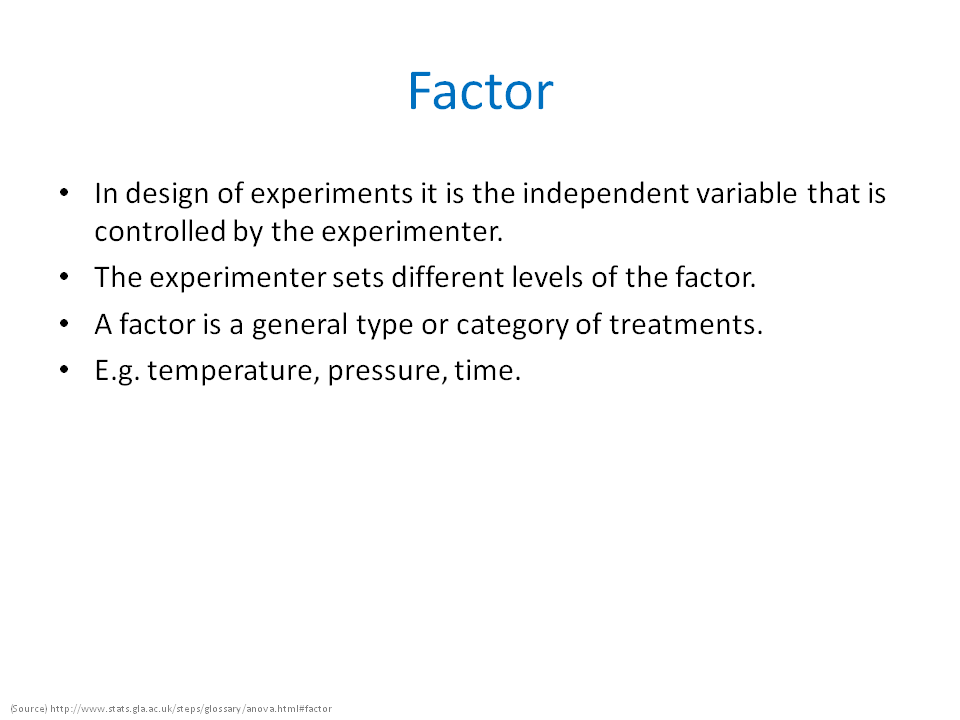 Factor
• In design of experiments it is the independent variable that is
controlled by the experimenter.
• The experimenter sets different levels of the factor.
• A factor is a general type or category of treatments.
• E.g. temperature, pressure, time.
(Source) http://www.stats.gla.ac.uk/steps/glossary/anova.html#factor